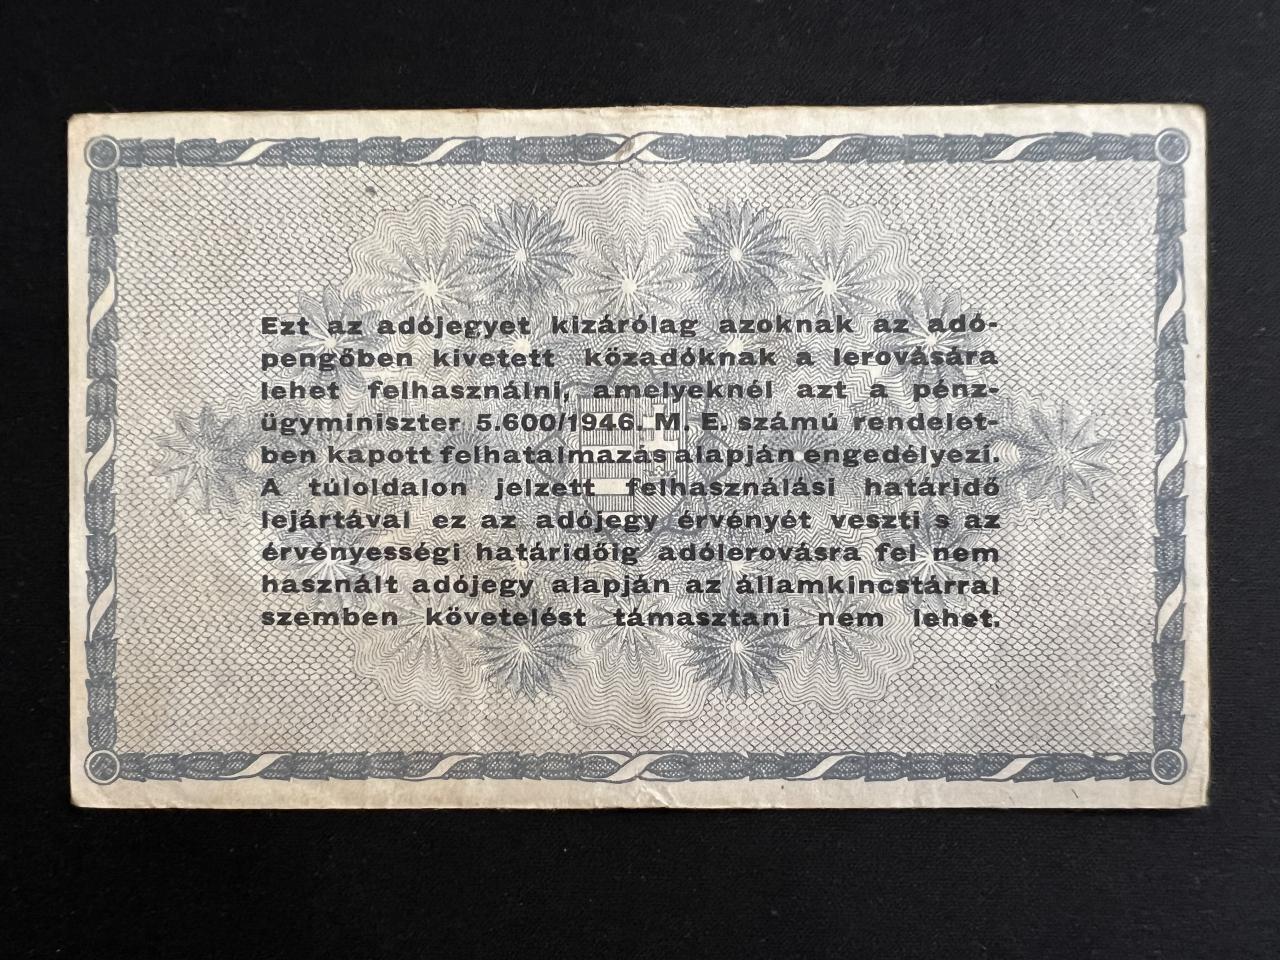 Ezt az adójegyet kizárólag azoknak az adó-
pengőben kivetett közadóknak a lerovására
lehet felhasználni, amelyeknél azt a pénz-
ügyminiszter 5.600/1946. M. E. számú rendelet-
ben kapott felhatalmazás alapján engedélyezi.
A túloldalon jelzett felhasználási határidő
lejártával ez az adójegy érvényét veszti s az
érvényességi határidőig adólerovásra fel nem
használt adójegy alapján az államkincstárral
szemben követelést támasztani nem lehet.